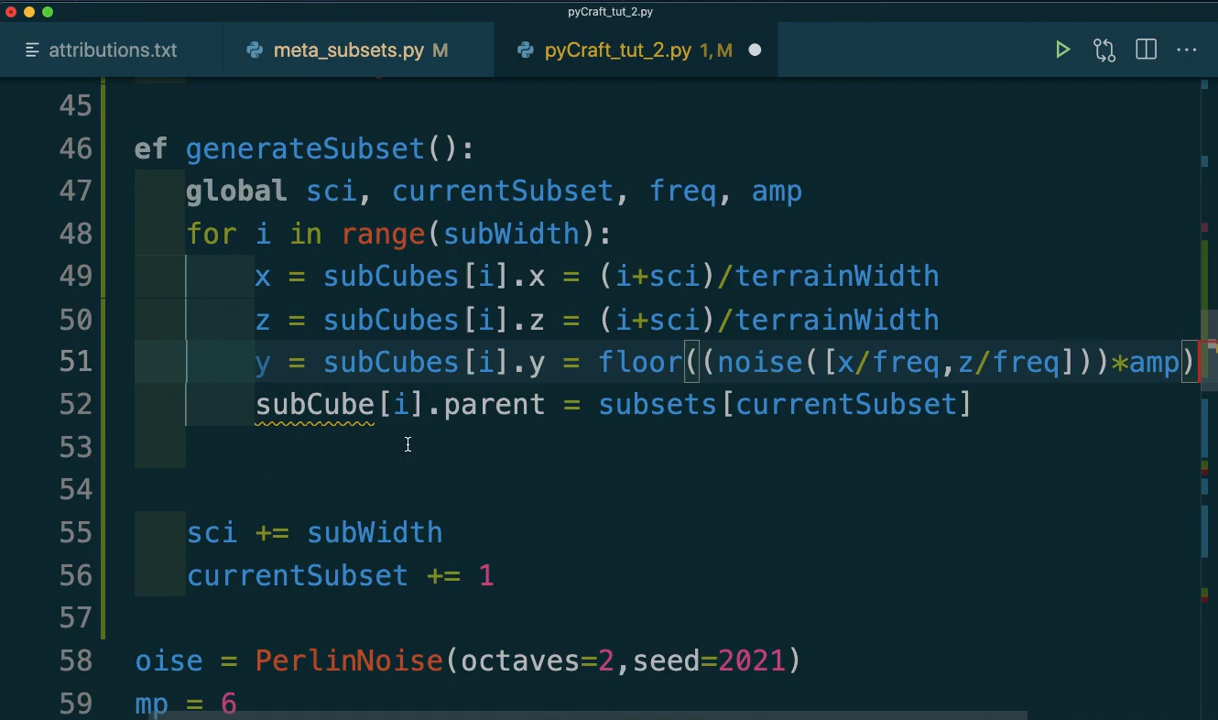 pyCraft_tut_2.py
attributions.txt meta_subsets.py M pyCraft_tut_2.py 1, M
45
46 ef generateSubset():
47 global sci, currentSubset, freq, amp
48 for i in range(subWidth):
49 x = subCubes[i].x = (i+sci)/terrainWidth
50 z = subCubes[i].z = (i+sci)/terrainWidth
51 y = subCubes[i].y = floor((noise([x/freq,z/freq]))*amp)
52 subCube[i].parent = subsets[currentSubset]
53
54
55 sci += subWidth
56 currentSubset += 1
57
58 oise = PerlinNoise(octaves=2,seed=2021)
59 mp = 6